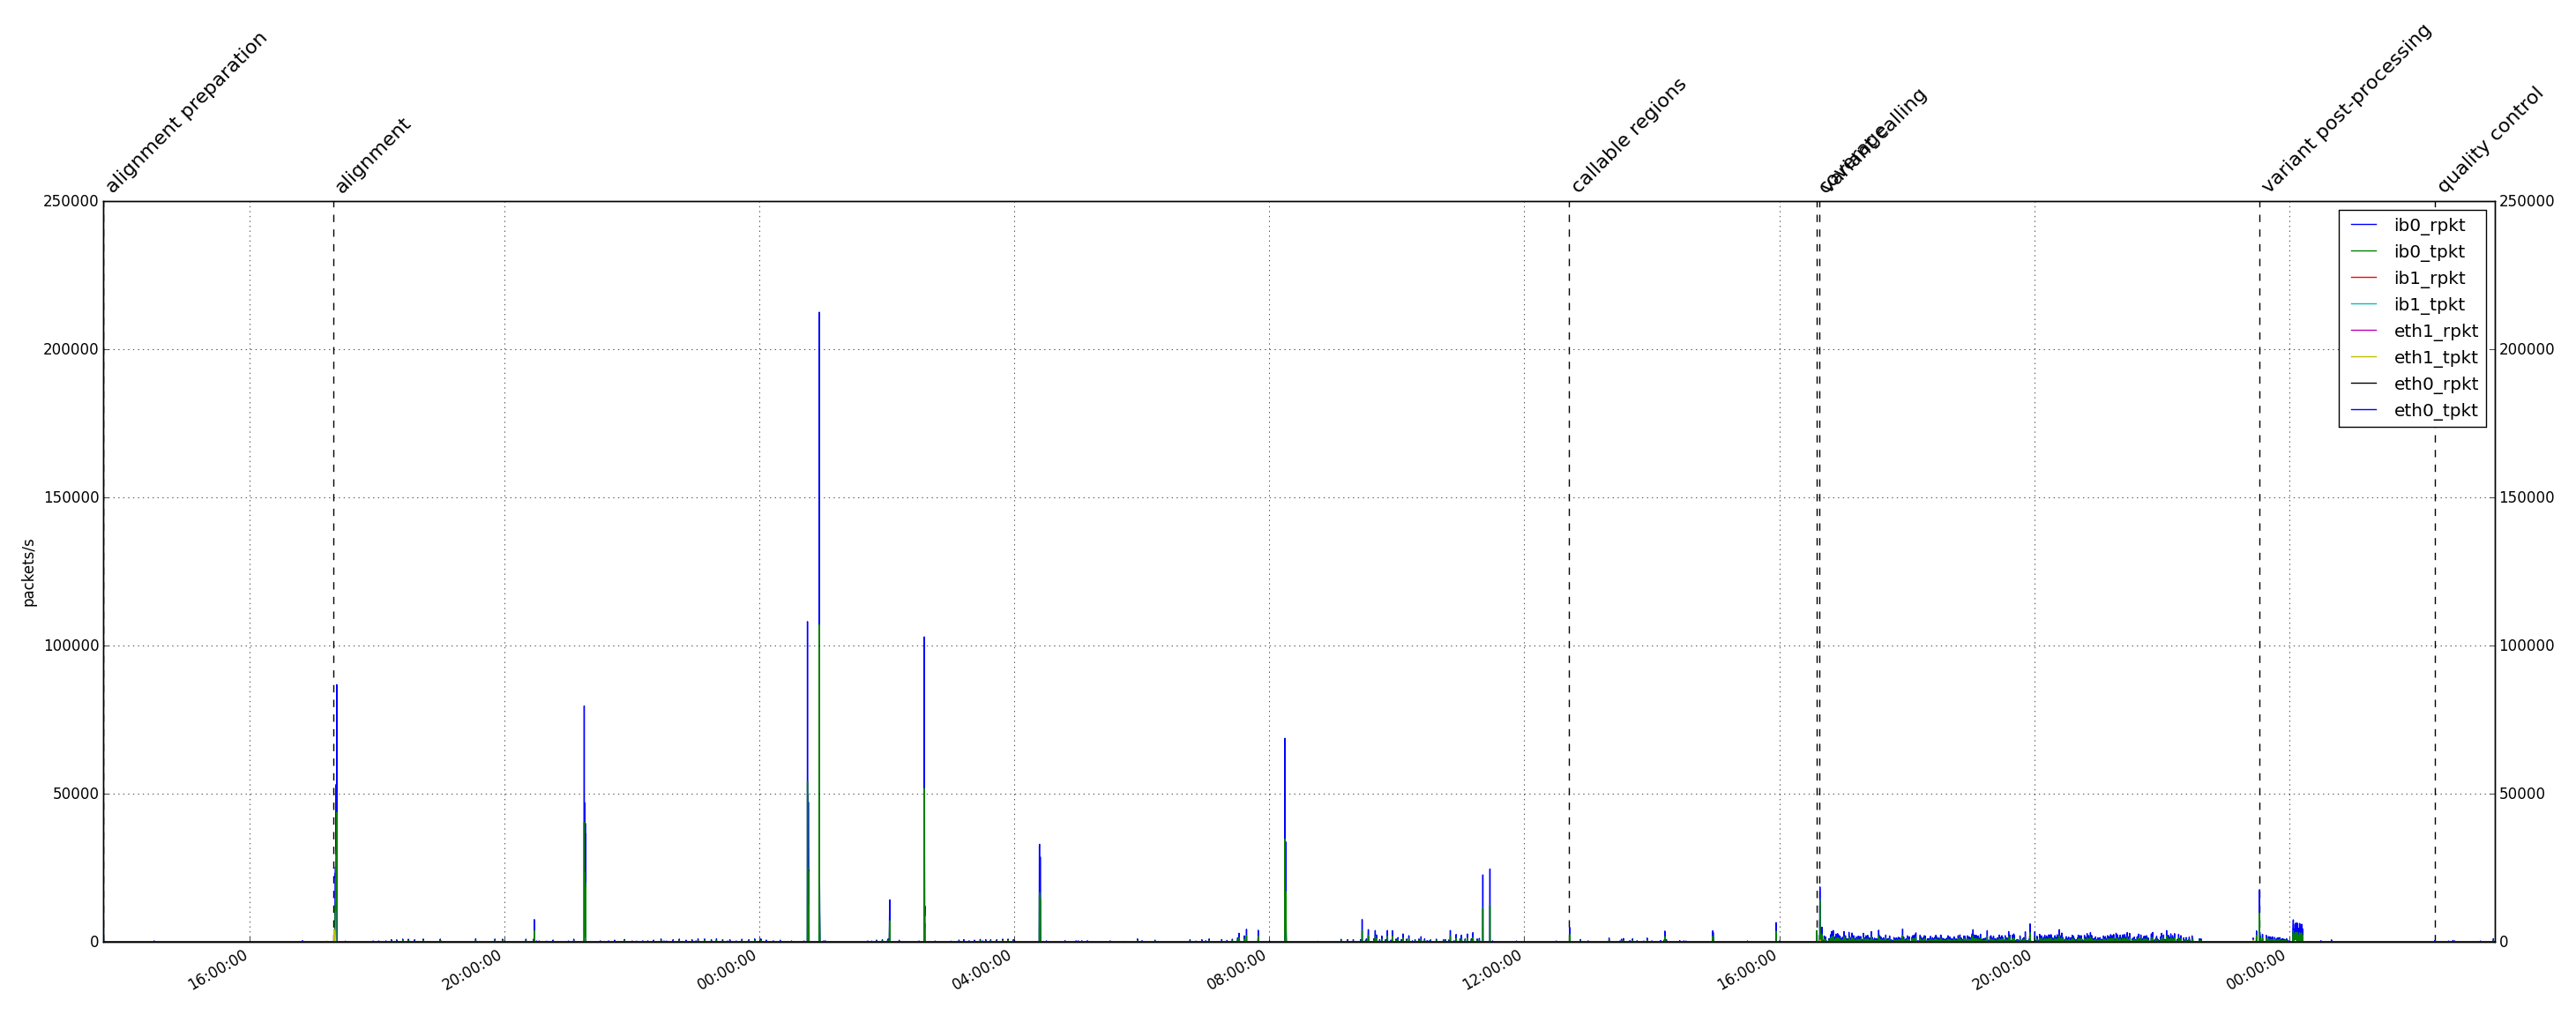 alignment preparation
alignment
callable regions
coverage
variant calling
variant post-processing
quality control
250000
200000
150000
100000
50000
0
packets/s
250000
200000
150000
100000
50000
0
ib0_rpkt
ib0_tpkt
ib1_rpkt
ib1_tpkt
eth1_rpkt
eth1_tpkt
eth0_rpkt
eth0_tpkt
16:00:00
20:00:00
00:00:00
04:00:00
08:00:00
12:00:00
16:00:00
20:00:00
00:00:00